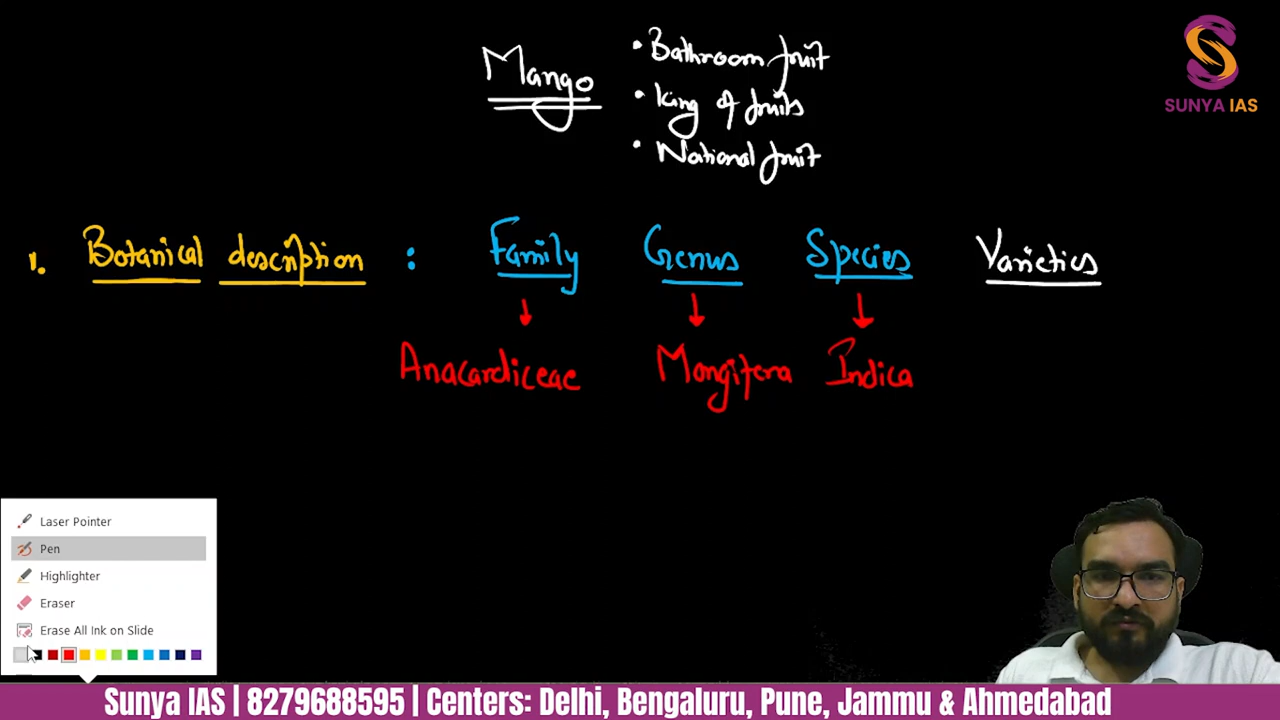 Mango
• Bathroom fruit
• King of fruits
• National fruit
SUNYA IAS
1. Botanical description : Family Genus Species Varieties
Anacardiceae Mangifera Indica
Laser Pointer
Pen
Highlighter
Eraser
Erase All Ink on Slide
Sunya IAS | 8279688595 | Centers: Delhi, Bengaluru, Pune, Jammu & Ahmedabad